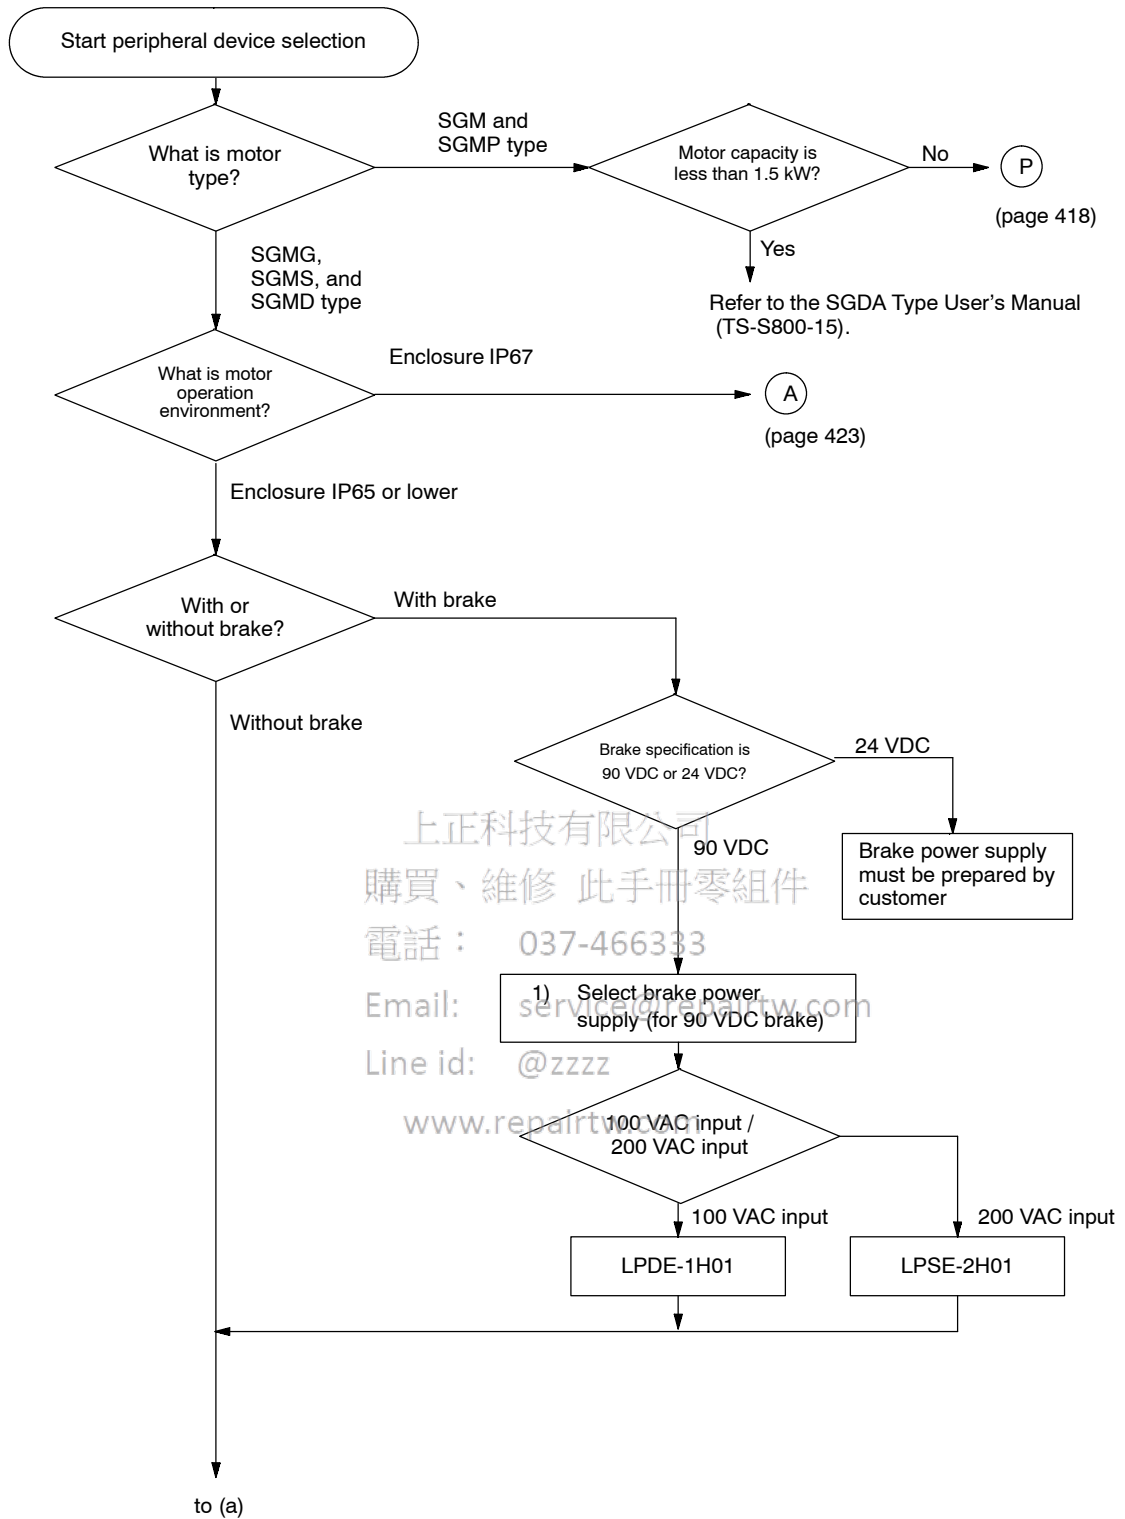 Start peripheral device selection
What is motor
type?
SGM and
SGMP type
Motor capacity is
less than 1.5 kW?
No
P
(page 418)
Yes
Refer to the SGDA Type User's Manual
(TS-S800-15).
SGMG,
SGMS, and
SGMD type
What is motor
operation
environment?
Enclosure IP67
A
(page 423)
Enclosure IP65 or lower
With or
without brake?
With brake
Without brake
Brake specification is
90 VDC or 24 VDC?
24 VDC
Brake power supply
must be prepared by
customer
90 VDC
上正科技有限公司
購買、維修 此手冊零組件
電話： 037-466333
Email: service@repairtw.com
Line id: @zzzz
www.repairtw.com
1) Select brake power
supply (for 90 VDC brake)
100 VAC input /
200 VAC input
100 VAC input
200 VAC input
LPDE-1H01
LPSE-2H01
to (a)